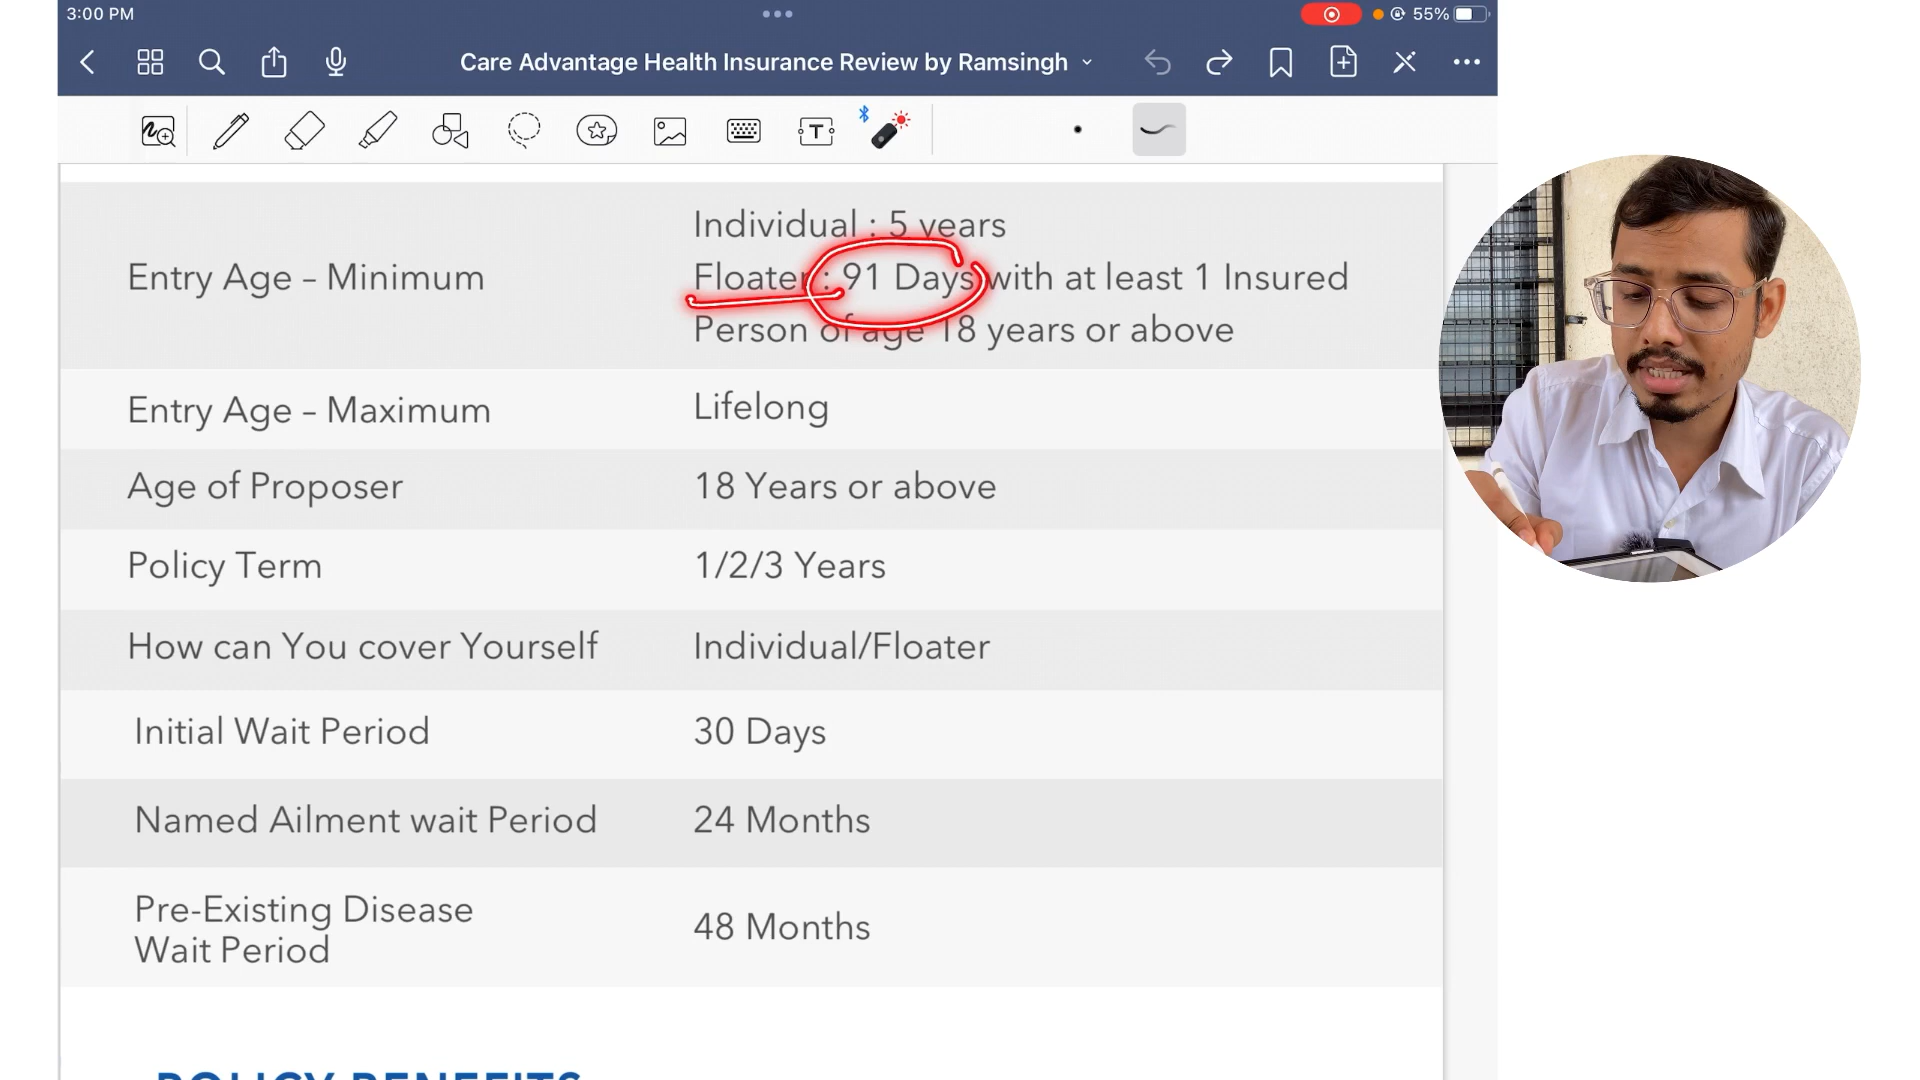 3:00 PM
55%
Care Advantage Health Insurance Review by Ramsingh
Individual : 5 years
Entry Age – Minimum
Floater : 91 Days with at least 1 Insured
Person of age 18 years or above
Entry Age – Maximum
Lifelong
Age of Proposer
18 Years or above
Policy Term
1/2/3 Years
How can You cover Yourself
Individual/Floater
Initial Wait Period
30 Days
Named Ailment wait Period
24 Months
Pre-Existing Disease
Wait Period
48 Months
POLICY BENEFITS